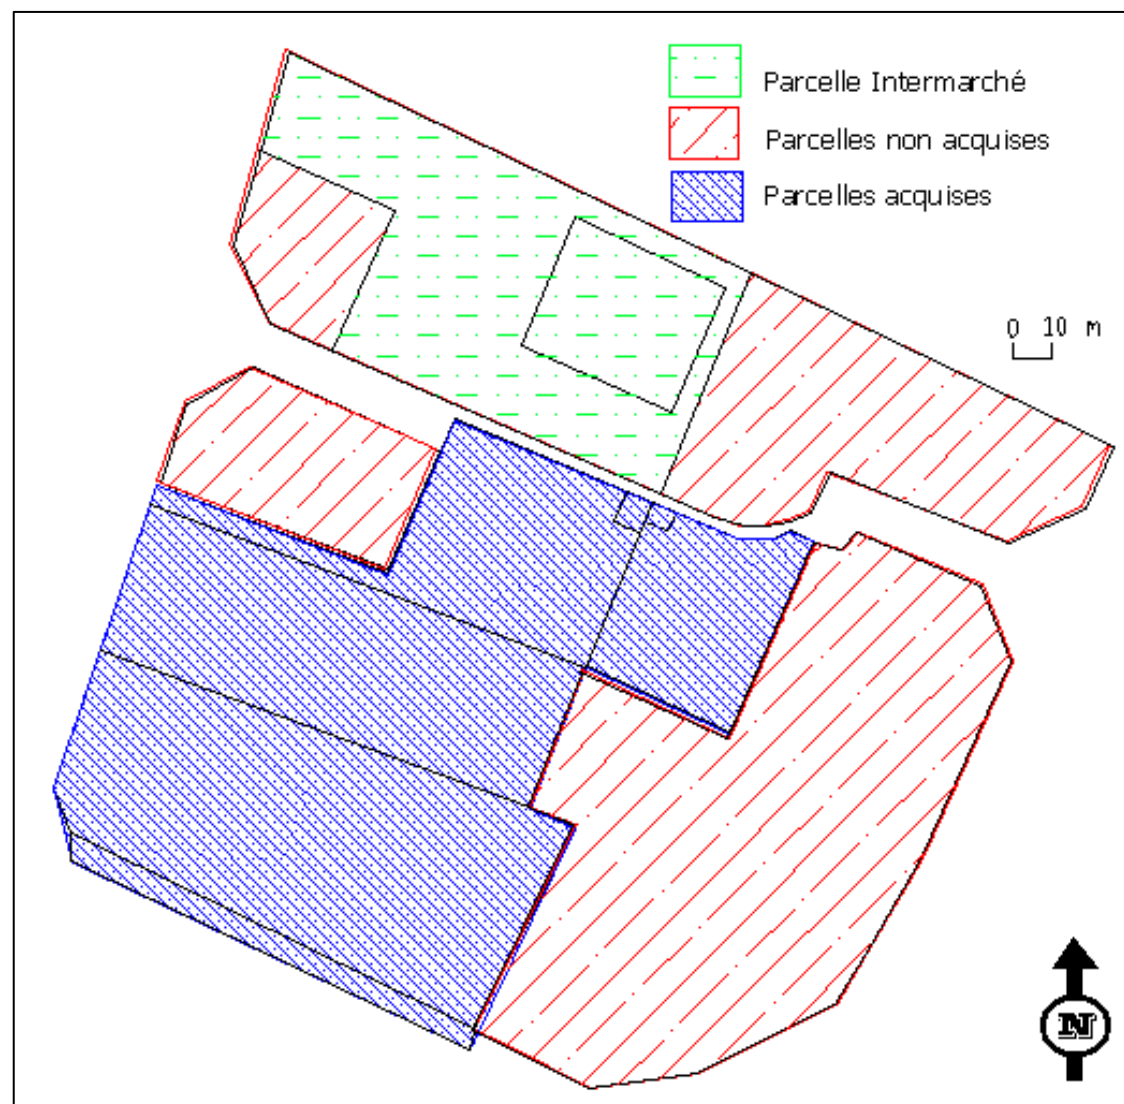 Parcelle Intermarché
Parcelles non acquises
Parcelles acquises
0 10 m
N